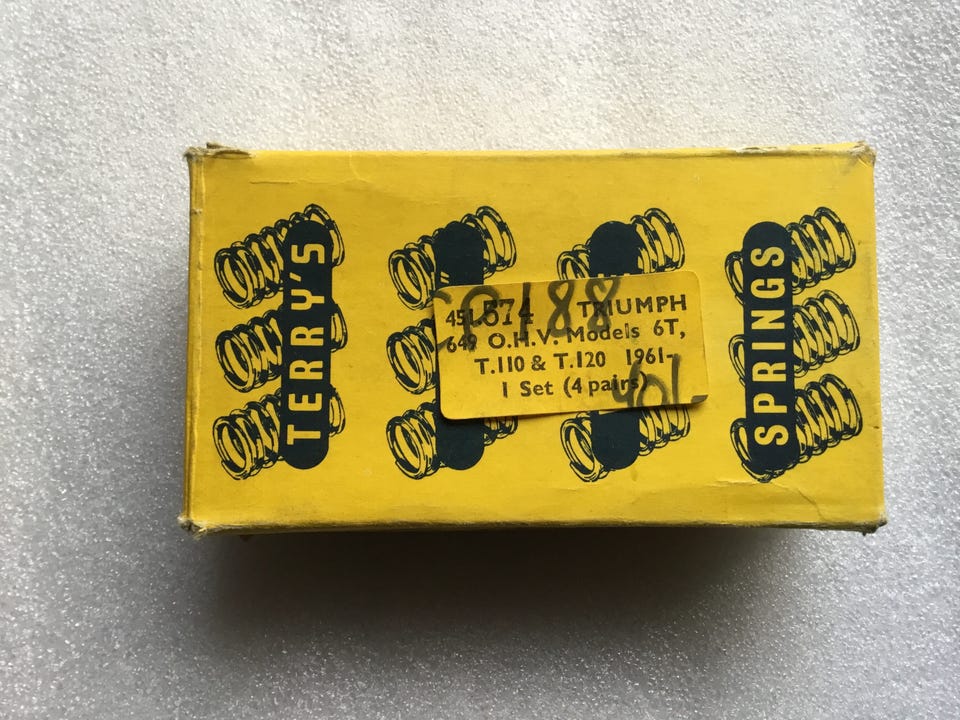 TERRY'S
451.574 TRIUMPH
649 O.H.V. Models 6T,
T.110 & T.120 1961-
1 Set (4 pairs)
SPRINGS